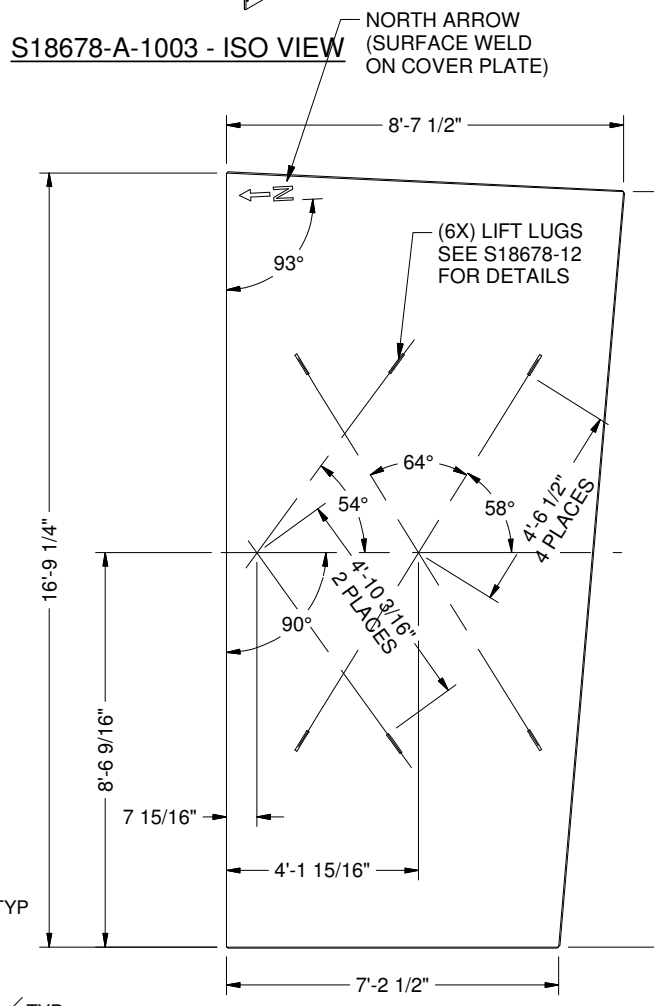 NORTH ARROW
(SURFACE WELD
ON COVER PLATE)
S18678-A-1003 - ISO VIEW
8'-7 1/2"
N
(6X) LIFT LUGS
SEE S18678-12
FOR DETAILS
93°
64°
58°
54°
4'-6 1/2"
4 PLACES
4'-10 3/16"
2 PLACES
16'-9 1/4"
90°
8'-6 9/16"
7 15/16"
4'-1 15/16"
TYP
7'-2 1/2"
TYP